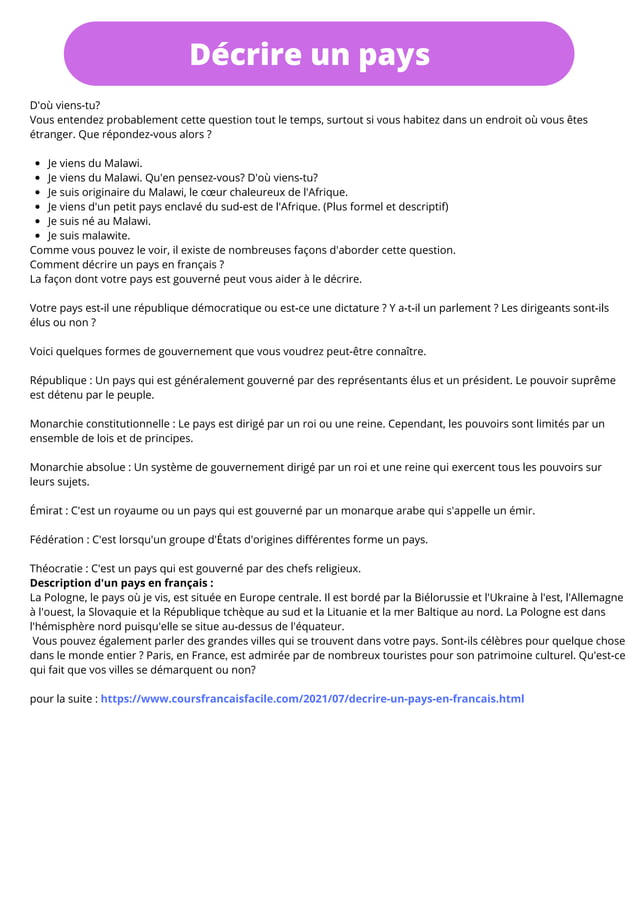 Décrire un pays
D'où viens-tu?
Vous entendez probablement cette question tout le temps, surtout si vous habitez dans un endroit où vous êtes
étranger. Que répondez-vous alors ?
Je viens du Malawi.
Je viens du Malawi. Qu'en pensez-vous? D'où viens-tu?
Je suis originaire du Malawi, le cœur chaleureux de l'Afrique.
Je viens d'un petit pays enclavé du sud-est de l'Afrique. (Plus formel et descriptif)
Je suis né au Malawi.
Je suis malawite.
Comme vous pouvez le voir, il existe de nombreuses façons d'aborder cette question.
Comment décrire un pays en français ?
La façon dont votre pays est gouverné peut vous aider à le décrire.
Votre pays est-il une république démocratique ou est-ce une dictature ? Y a-t-il un parlement ? Les dirigeants sont-ils
élus ou non ?
Voici quelques formes de gouvernement que vous voudrez peut-être connaître.
République : Un pays qui est généralement gouverné par des représentants élus et un président. Le pouvoir suprême
est détenu par le peuple.
Monarchie constitutionnelle : Le pays est dirigé par un roi ou une reine. Cependant, les pouvoirs sont limités par un
ensemble de lois et de principes.
Monarchie absolue : Un système de gouvernement dirigé par un roi et une reine qui exercent tous les pouvoirs sur
leurs sujets.
Émirat : C'est un royaume ou un pays qui est gouverné par un monarque arabe qui s'appelle un émir.
Fédération : C'est lorsqu'un groupe d'États d'origines différentes forme un pays.
Théocratie : C'est un pays qui est gouverné par des chefs religieux.
Description d'un pays en français :
La Pologne, le pays où je vis, est située en Europe centrale. Il est bordé par la Biélorussie et l'Ukraine à l'est, l'Allemagne
à l'ouest, la Slovaquie et la République tchèque au sud et la Lituanie et la mer Baltique au nord. La Pologne est dans
l'hémisphère nord puisqu'elle se situe au-dessus de l'équateur.
Vous pouvez également parler des grandes villes qui se trouvent dans votre pays. Sont-ils célèbres pour quelque chose
dans le monde entier ? Paris, en France, est admirée par de nombreux touristes pour son patrimoine culturel. Qu'est-ce
qui fait que vos villes se démarquent ou non?
pour la suite : https://www.coursfrancaisfacile.com/2021/07/decrire-un-pays-en-francais.html